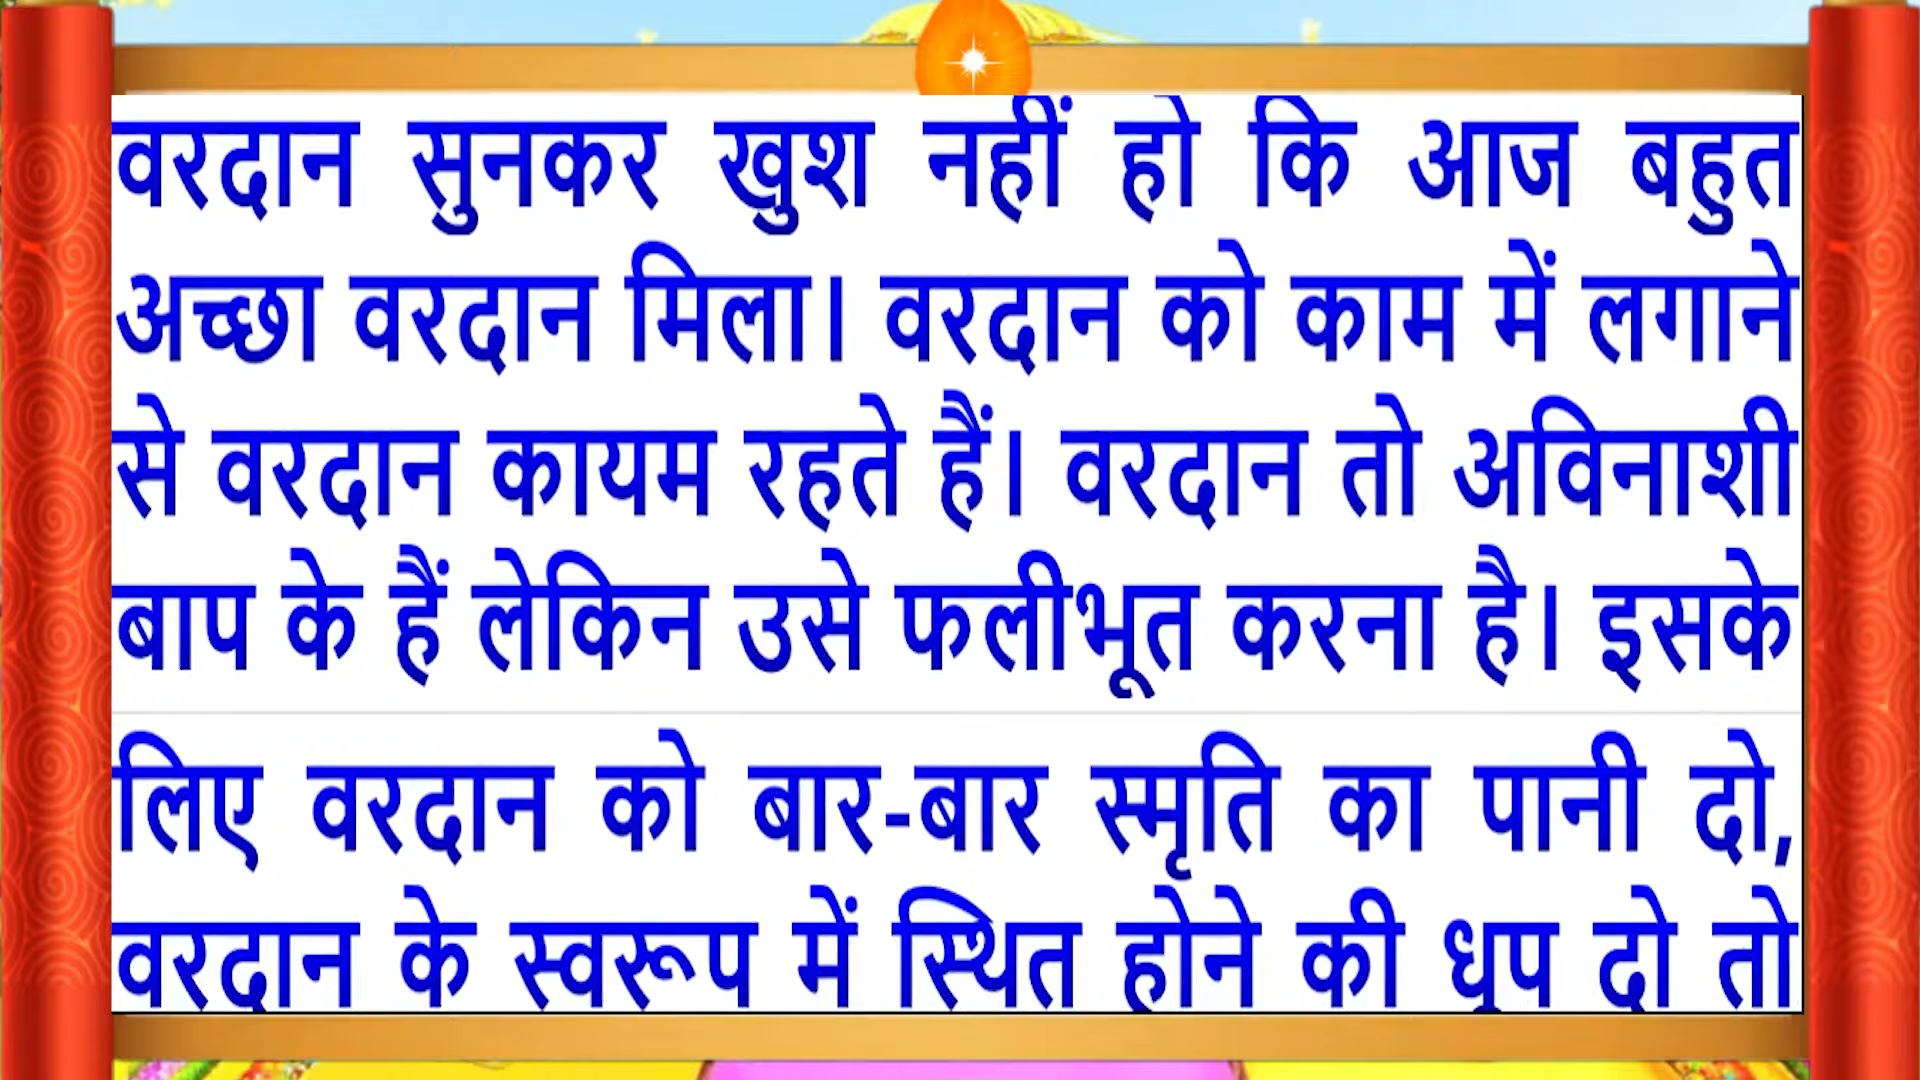 वरदान सुनकर खुश नहीं हो कि आज बहुत
अच्छा वरदान मिला। वरदान को काम में लगाने
से वरदान कायम रहते हैं। वरदान तो अविनाशी
बाप के हैं लेकिन उसे फलीभूत करना है। इसके
लिए वरदान को बार-बार स्मृति का पानी दो,
वरदान के स्वरूप में स्थित होने की धूप दो तो